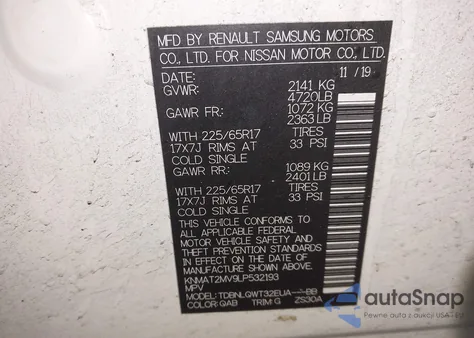 MFD BY RENAULT SAMSUNG MOTORS
CO., LTD. FOR NISSAN MOTOR CO., LTD.
DATE: 11 / 19
GVWR: 2141 KG
4720LB
GAWR FR: 1072 KG
2363 LB
WITH 225/65R17 TIRES
17X7J RIMS AT 33 PSI
COLD SINGLE
GAWR RR: 1089 KG
2401 LB
WITH 225/65R17 TIRES
17X7J RIMS AT 33 PSI
COLD SINGLE
THIS VEHICLE CONFORMS TO
ALL APPLICABLE FEDERAL
MOTOR VEHICLE SAFETY AND
THEFT PREVENTION STANDARDS
IN EFFECT ON THE DATE OF
MANUFACTURE SHOWN ABOVE.
KNMAT2MV9LP532193
MPV
MODEL: TDBNLQWT32EUA---BB
COLOR: QAB TRIM G ZS30A
autoSnap